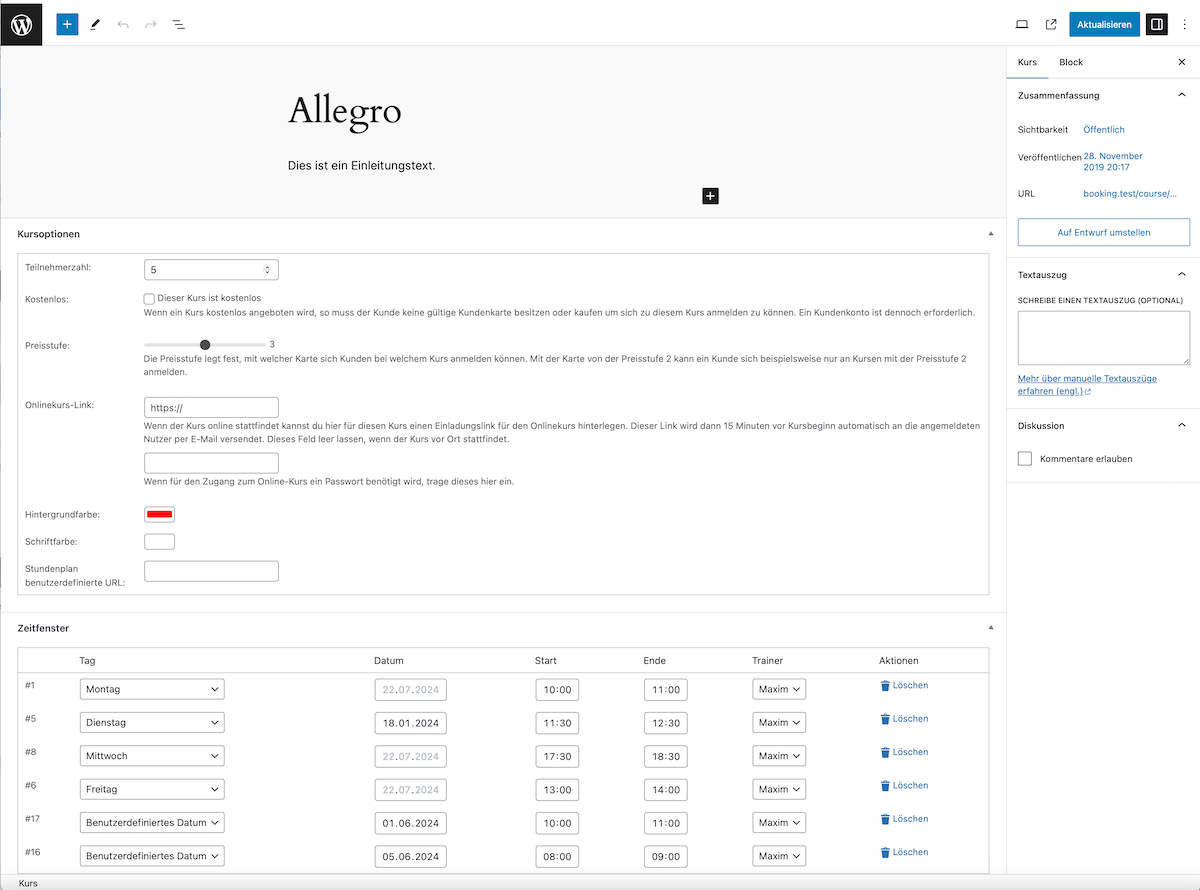 Aktualisieren
Allegro
Dies ist ein Einleitungstext.
Kursoptionen
Teilnehmerzahl:
5
Kostenlos:
Dieser Kurs ist kostenlos
Wenn ein Kurs kostenlos angeboten wird, so muss der Kunde keine gültige Kundenkarte besitzen oder kaufen um sich zu diesem Kurs anmelden zu können. Ein Kundenkonto ist dennoch erforderlich.
Preisstufe:
3
Die Preisstufe legt fest, mit welcher Karte sich Kunden bei welchem Kurs anmelden können. Mit der Karte von der Preisstufe 2 kann ein Kunde sich beispielsweise nur an Kursen mit der Preisstufe 2
anmelden.
Onlinekurs-Link:
https://
Wenn der Kurs online stattfindet kannst du hier für diesen Kurs einen Einladungslink für den Onlinekurs hinterlegen. Dieser Link wird dann 15 Minuten vor Kursbeginn automatisch an die angemeldeten
Nutzer per E-Mail versendet. Dieses Feld leer lassen, wenn der Kurs vor Ort stattfindet.
Wenn für den Zugang zum Online-Kurs ein Passwort benötigt wird, trage dieses hier ein.
Hintergrundfarbe:
Schriftfarbe:
Stundenplan
benutzerdefinierte URL:
Zeitfenster
Tag Datum Start Ende Trainer Aktionen
#1 Montag 22.07.2024 10:00 11:00 Maxim Löschen
#5 Dienstag 18.01.2024 11:30 12:30 Maxim Löschen
#8 Mittwoch 22.07.2024 17:30 18:30 Maxim Löschen
#6 Freitag 22.07.2024 13:00 14:00 Maxim Löschen
#17 Benutzerdefiniertes Datum 01.06.2024 10:00 11:00 Maxim Löschen
#16 Benutzerdefiniertes Datum 05.06.2024 08:00 09:00 Maxim Löschen
Kurs
Kurs Block
Zusammenfassung
Sichtbarkeit Öffentlich
Veröffentlichen 28. November
2019 20:17
URL booking.test/course/...
Auf Entwurf umstellen
Textauszug
SCHREIBE EINEN TEXTAUSZUG (OPTIONAL)
Mehr über manuelle Textauszüge
erfahren (engl.)
Diskussion
Kommentare erlauben